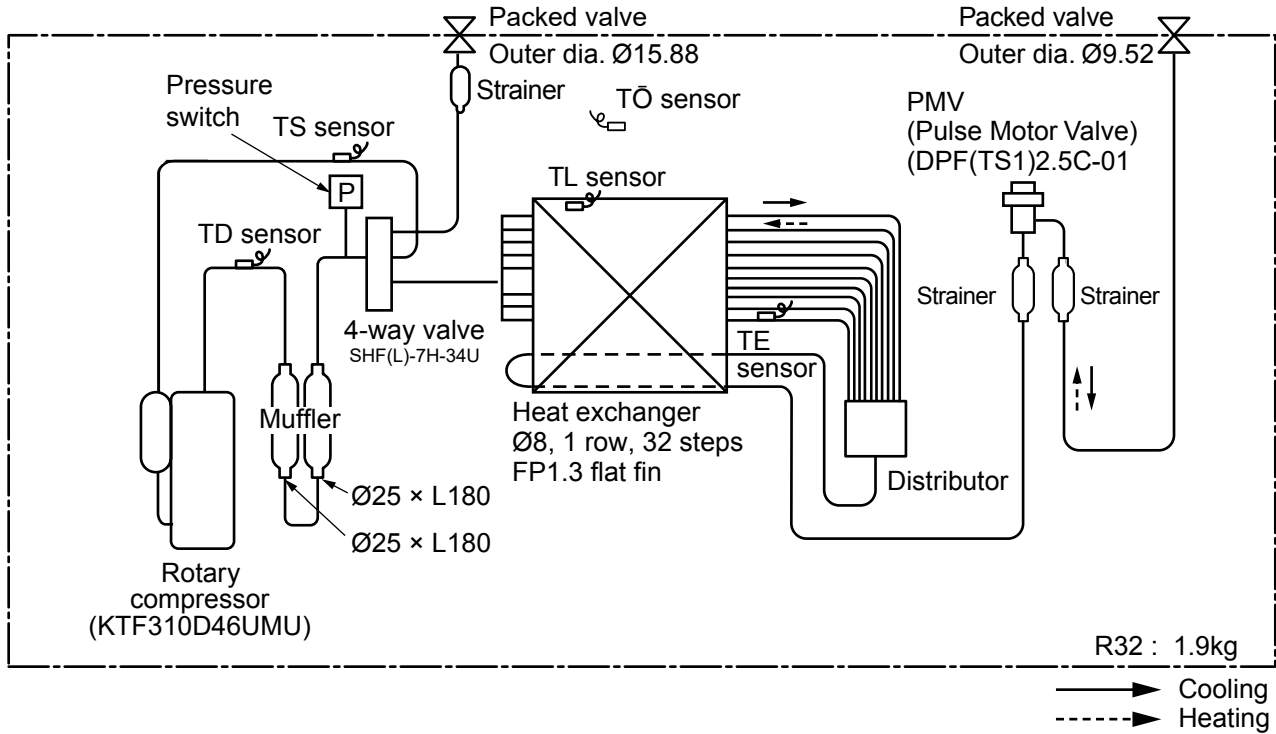 Packed valve
Outer dia. Ø15.88
Packed valve
Outer dia. Ø9.52
Strainer
Pressure
switch
TS sensor
TŌ sensor
PMV
(Pulse Motor Valve)
(DPF(TS1)2.5C-01
P
TL sensor
TD sensor
Strainer
Strainer
4-way valve
SHF(L)-7H-34U
TE
sensor
Muffler
Heat exchanger
Ø8, 1 row, 32 steps
FP1.3 flat fin
Distributor
Ø25 × L180
Ø25 × L180
Rotary
compressor
(KTF310D46UMU)
R32 : 1.9kg
Cooling
Heating